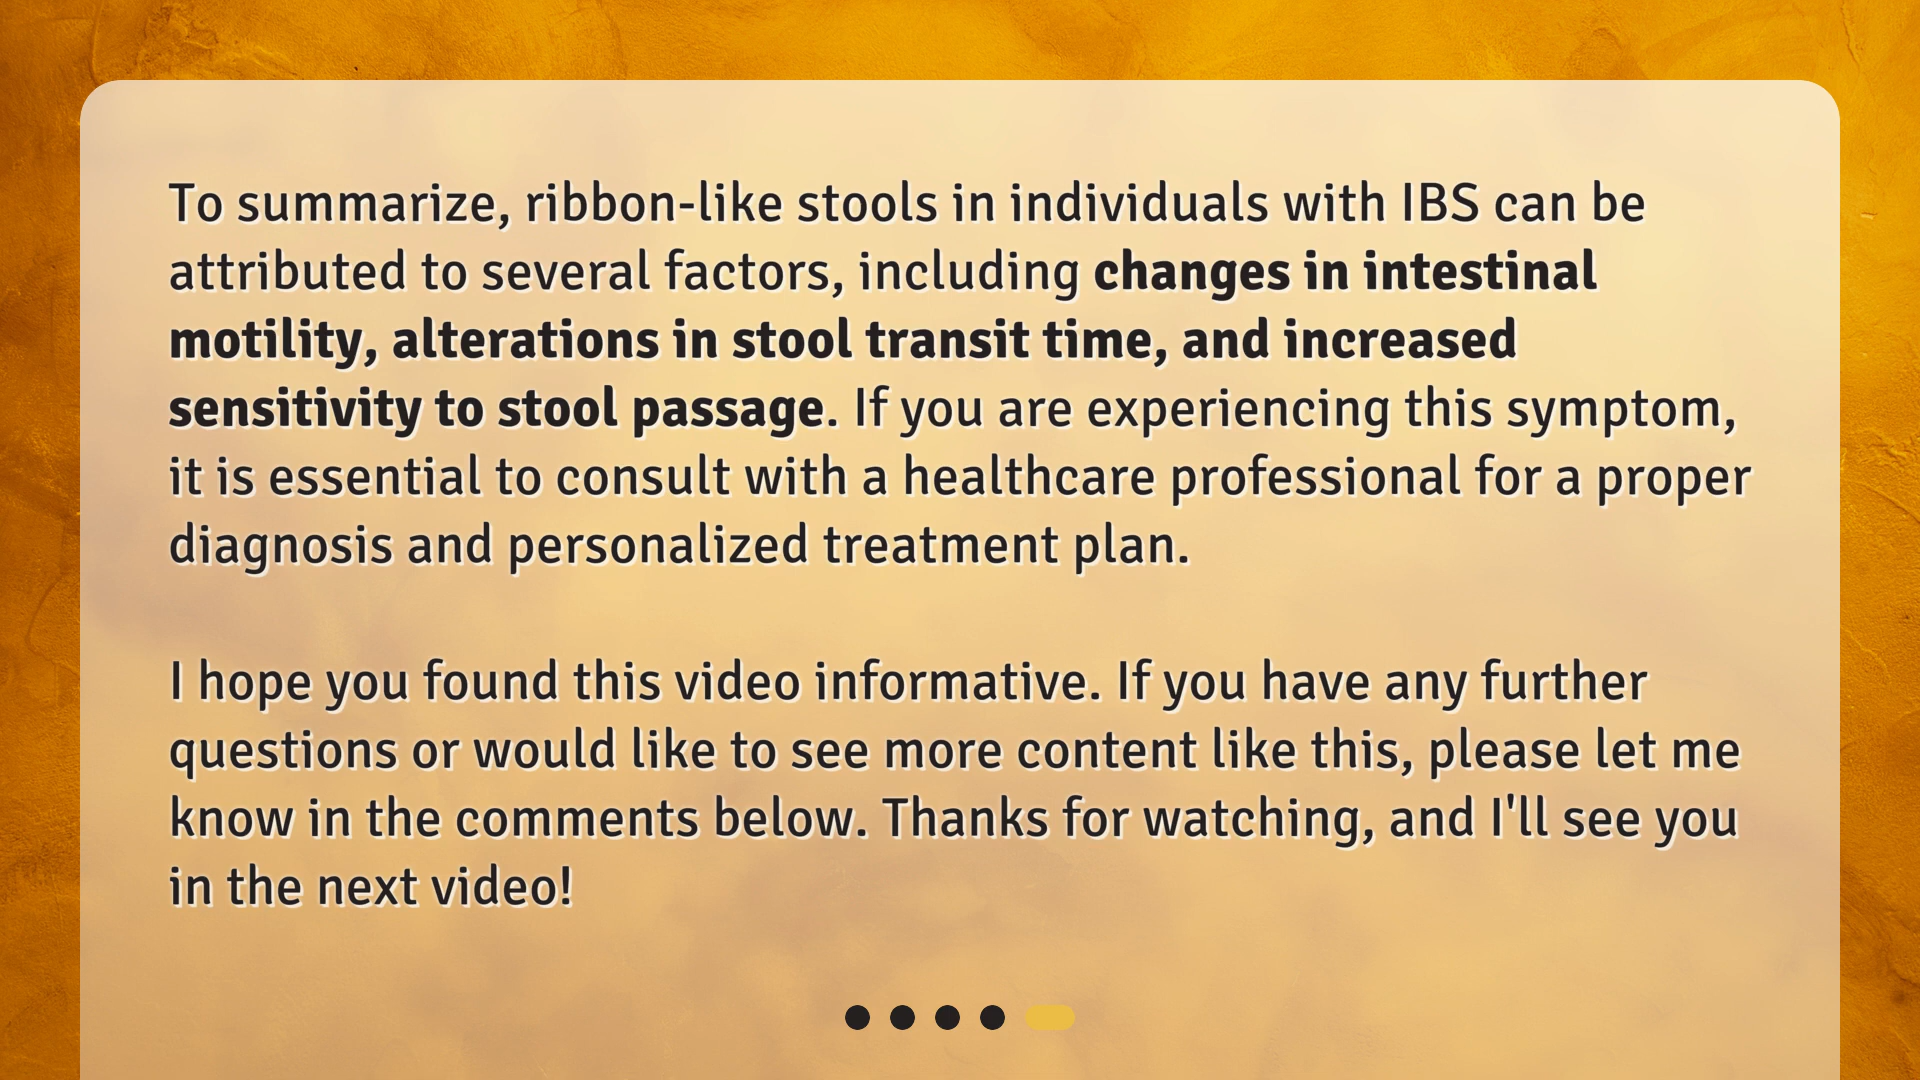 To summarize, ribbon-like stools in individuals with IBS can be
attributed to several factors, including changes in intestinal
motility, alterations in stool transit time, and increased
sensitivity to stool passage. If you are experiencing this symptom,
it is essential to consult with a healthcare professional for a proper
diagnosis and personalized treatment plan.

I hope you found this video informative. If you have any further
questions or would like to see more content like this, please let me
know in the comments below. Thanks for watching, and I'll see you
in the next video!